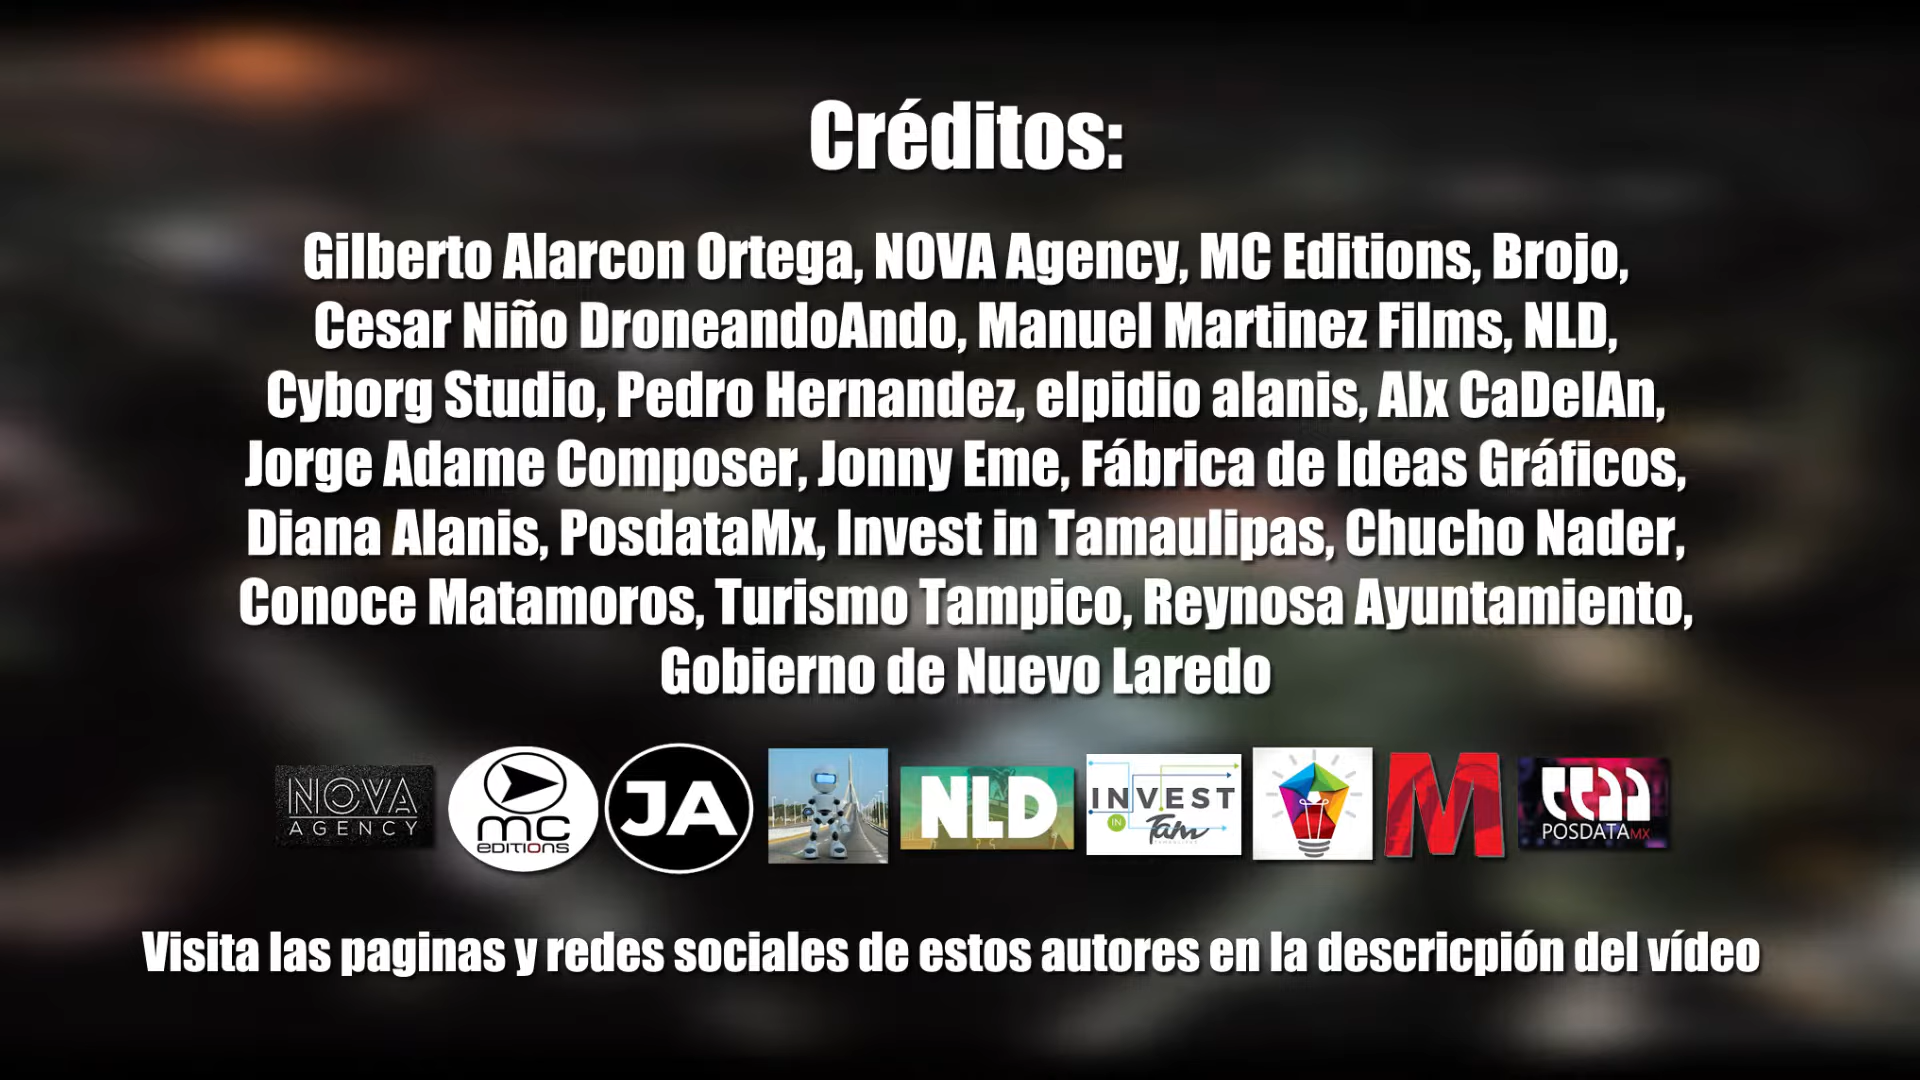 Créditos:
Gilberto Alarcon Ortega, NOVA Agency, MC Editions, Brojo,
Cesar Niño DroneandoAndo, Manuel Martinez Films, NLD,
Cyborg Studio, Pedro Hernandez, elpidio alanis, Alx CaDelAn,
Jorge Adame Composer, Jonny Eme, Fábrica de Ideas Gráficos,
Diana Alanis, PosdataMx, Invest in Tamaulipas, Chucho Nader,
Conoce Matamoros, Turismo Tampico, Reynosa Ayuntamiento,
Gobierno de Nuevo Laredo
NOVA
AGENCY
mc
EDITIONS
JA
NLD
INVEST
IN Tam
TAMAULIPAS
M
POSDATAMX
Visita las paginas y redes sociales de estos autores en la descricpión del vídeo